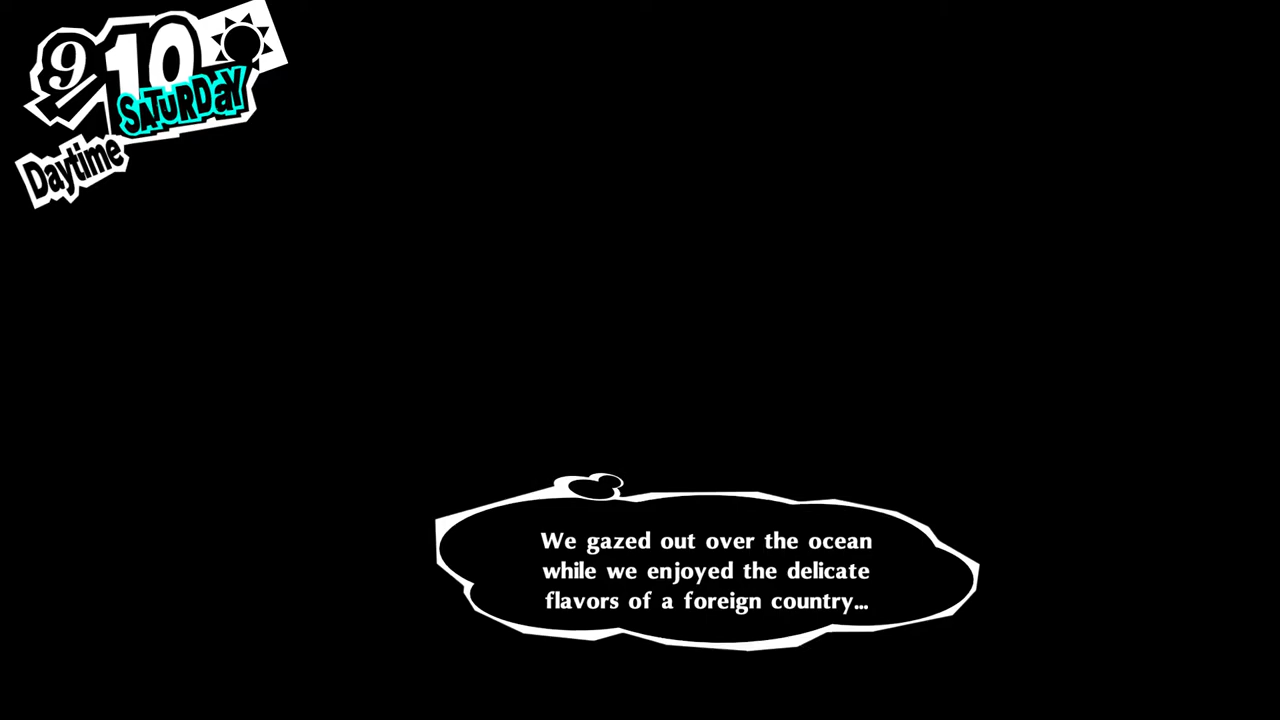 9/10
SATURDaY
Daytime
We gazed out over the ocean
while we enjoyed the delicate
flavors of a foreign country...